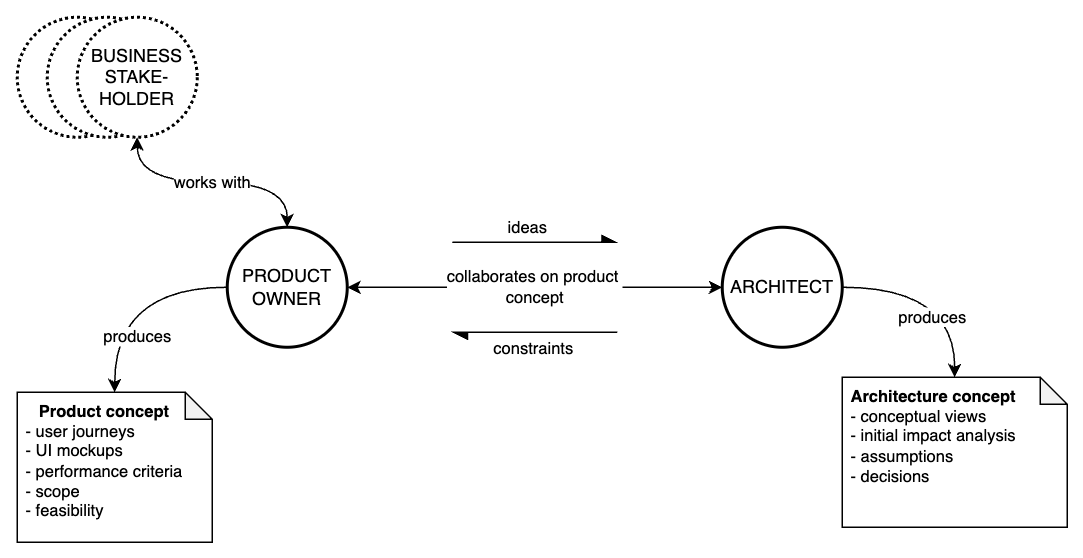 BUSINESS
STAKE-
HOLDER
works with
PRODUCT
OWNER
ideas
collaborates on product
concept
constraints
ARCHITECT
produces
produces
Product concept
- user journeys
- UI mockups
- performance criteria
- scope
- feasibility
Architecture concept
- conceptual views
- initial impact analysis
- assumptions
- decisions